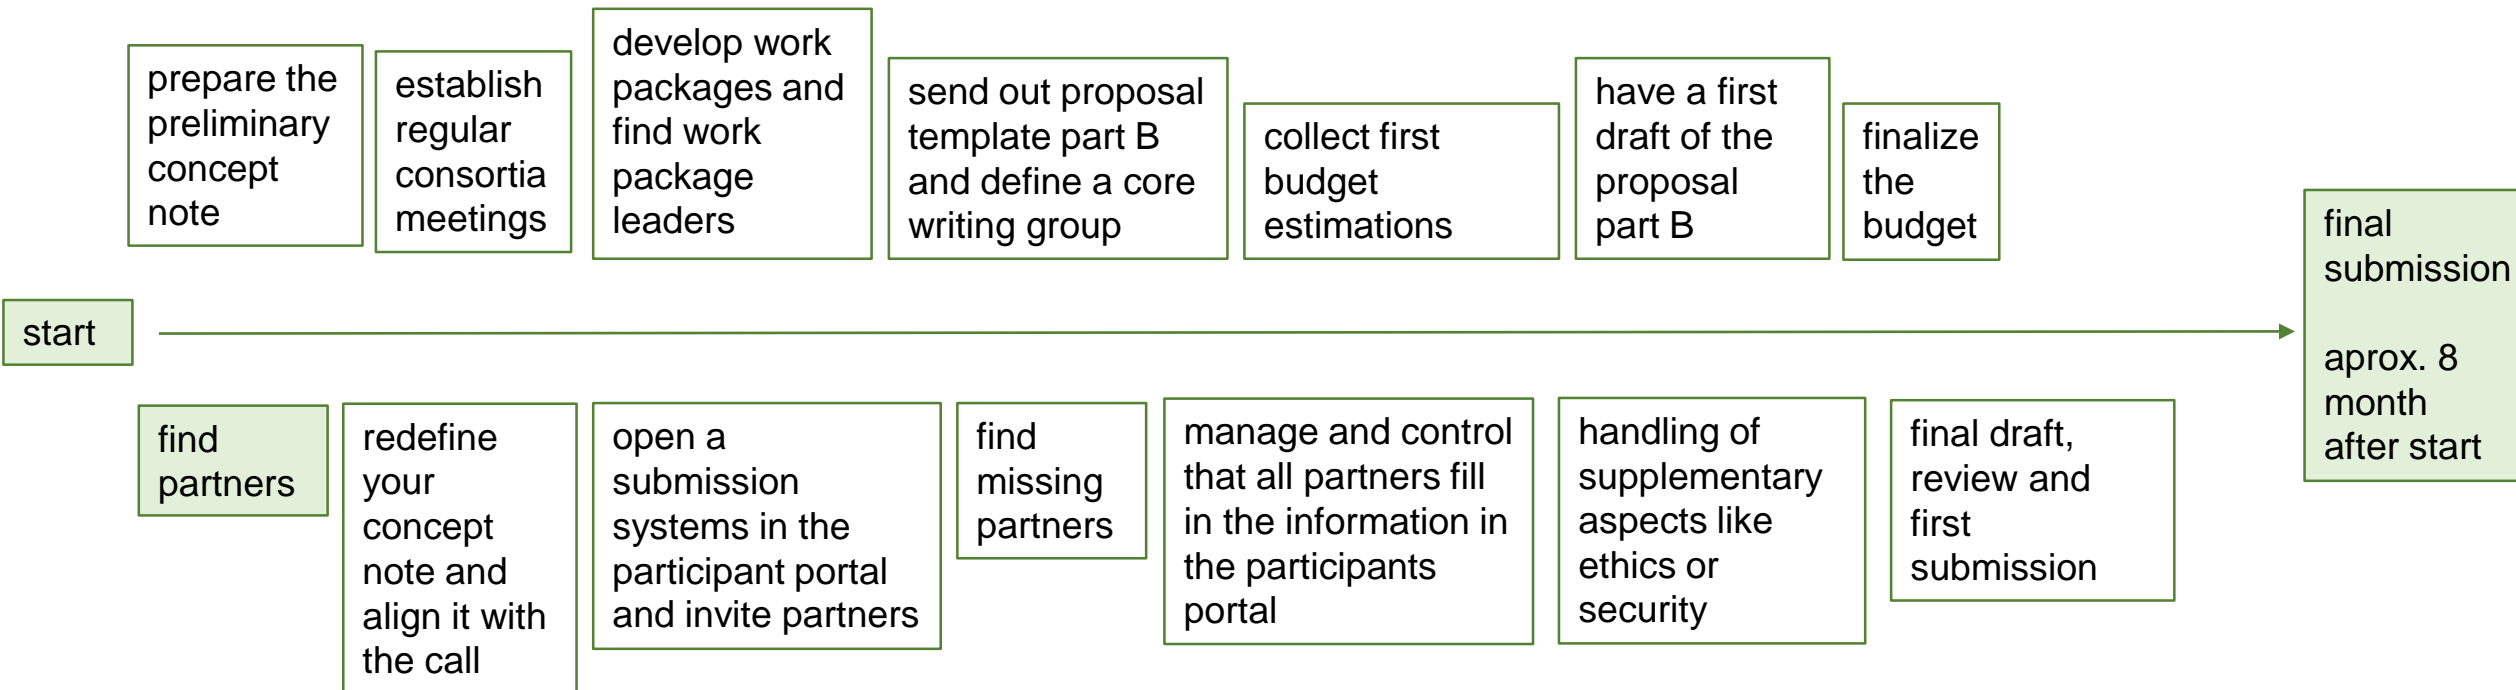 prepare the
preliminary
concept
note
establish
regular
consortia
meetings
develop work
packages and
find work
package
leaders
send out proposal
template part B
and define a core
writing group
collect first
budget
estimations
have a first
draft of the
proposal
part B
finalize
the
budget
start
final
submission
aprox. 8
month
after start
find
partners
redefine
your
concept
note and
align it with
the call
open a
submission
systems in the
participant portal
and invite partners
find
missing
partners
manage and control
that all partners fill
in the information in
the participants
portal
handling of
supplementary
aspects like
ethics or
security
final draft,
review and
first
submission